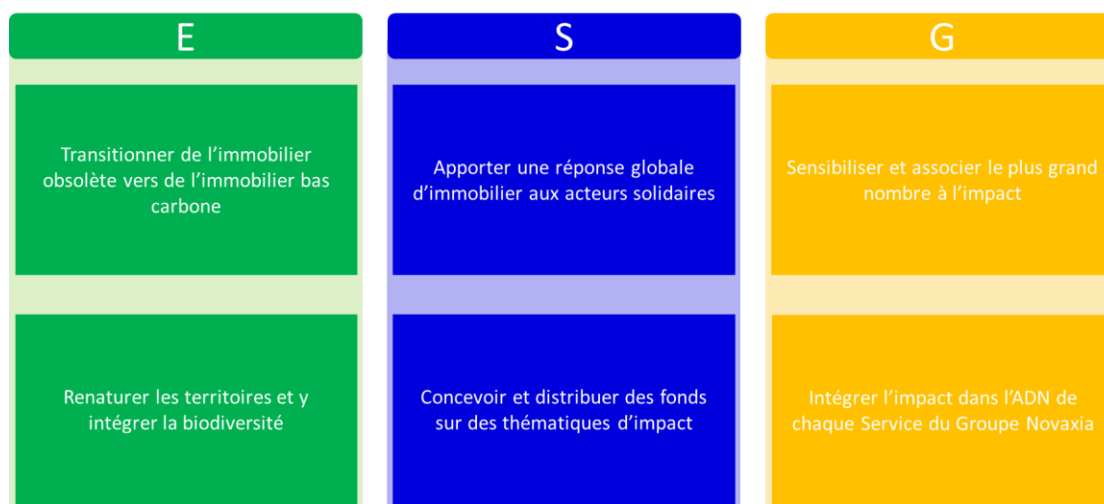 E
Transitionner de l’immobilier
obsolète vers de l’immobilier bas
carbone
Renaturer les territoires et y
intégrer la biodiversité
S
Apporter une réponse globale
d’immobilier aux acteurs solidaires
Concevoir et distribuer des fonds
sur des thématiques d’impact
G
Sensibiliser et associer le plus grand
nombre à l’impact
Intégrer l’impact dans l’ADN de
chaque Service du Groupe Novaxia